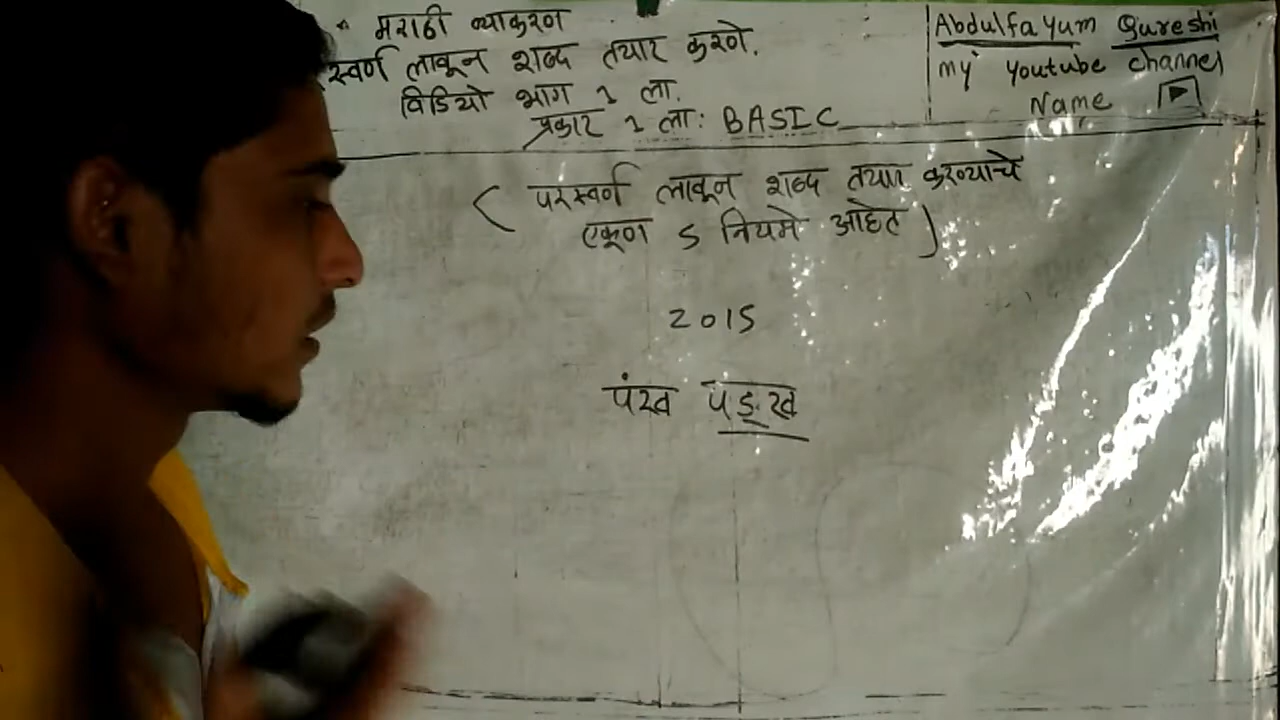 * मराठी व्याकरण
स्वर्ण लावून शब्द तयार करणे.
विडियो भाग १ ला.
प्रकार १ ला: BASIC
Abdulfayum Qureshi
my Youtube channel
Name
( परस्वर्ण लावून शब्द तयार करण्याचे
एकूण 5 नियमे आहेत )
2015
पंख पङ्ख